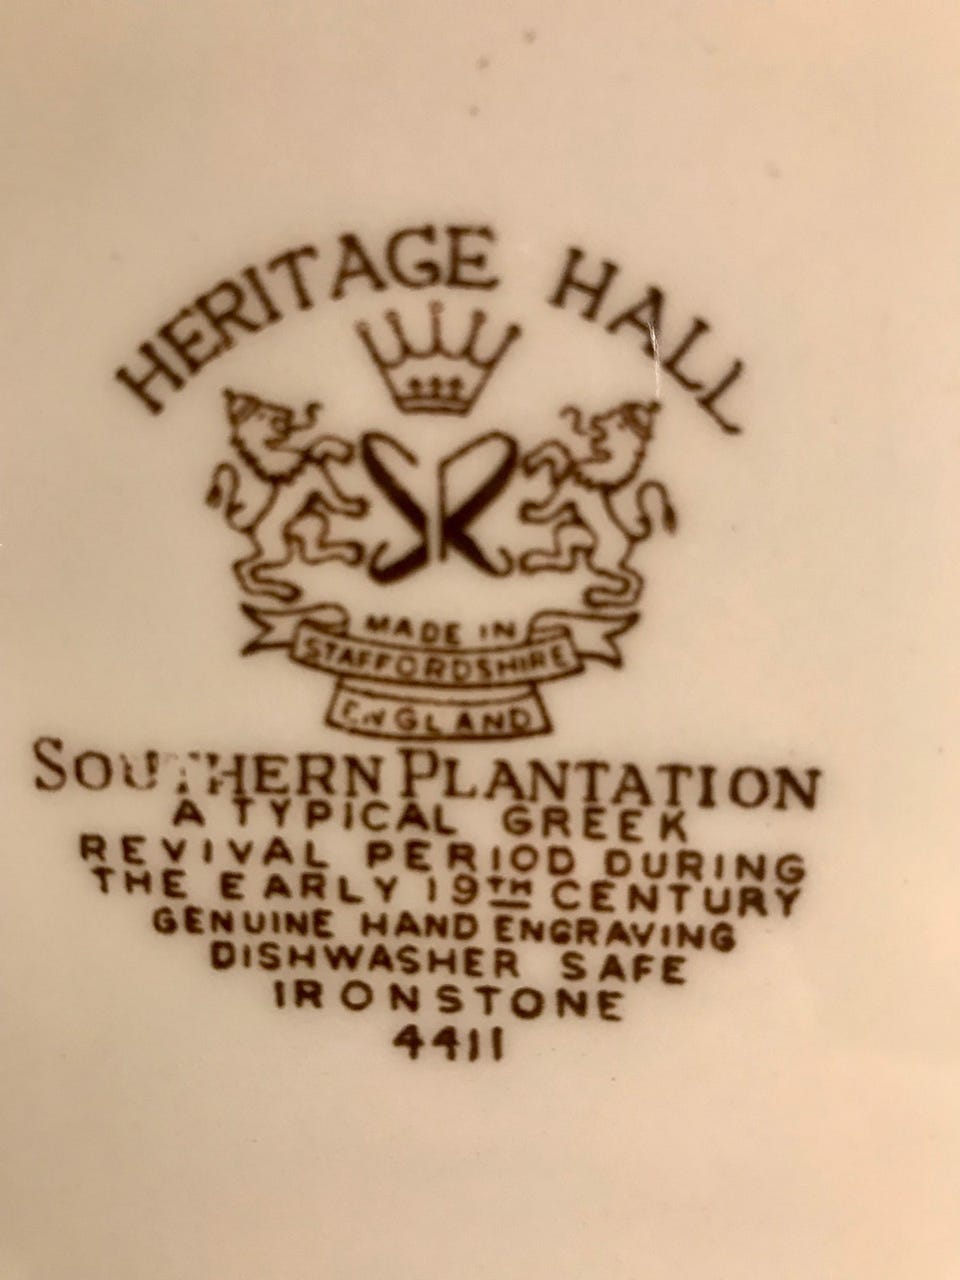 HERITAGE HALL
MADE IN
STAFFORDSHIRE
ENGLAND
SOUTHERN PLANTATION
A TYPICAL GREEK
REVIVAL PERIOD DURING
THE EARLY 19TH CENTURY
GENUINE HAND ENGRAVING
DISHWASHER SAFE
IRONSTONE
4411